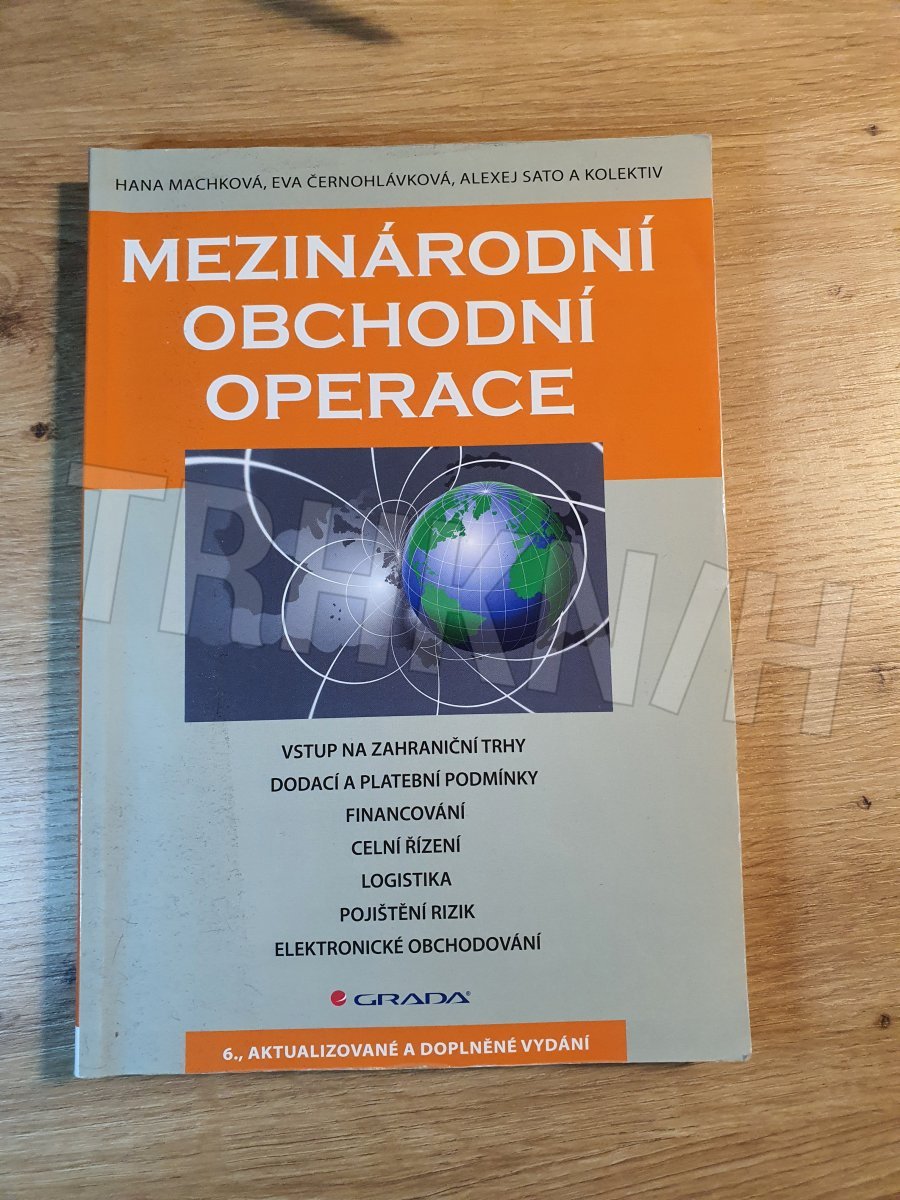 HANA MACHKOVÁ, EVA ČERNOHLÁVKOVÁ, ALEXEJ SATO A KOLEKTIV
MEZINÁRODNÍ
OBCHODNÍ
OPERACE
TRHKNIH
VSTUP NA ZAHRANIČNÍ TRHY
DODACÍ A PLATEBNÍ PODMÍNKY
FINANCOVÁNÍ
CELNÍ ŘÍZENÍ
LOGISTIKA
POJIŠTĚNÍ RIZIK
ELEKTRONICKÉ OBCHODOVÁNÍ
GRADA®
6., AKTUALIZOVANÉ A DOPLNĚNÉ VYDÁNÍ